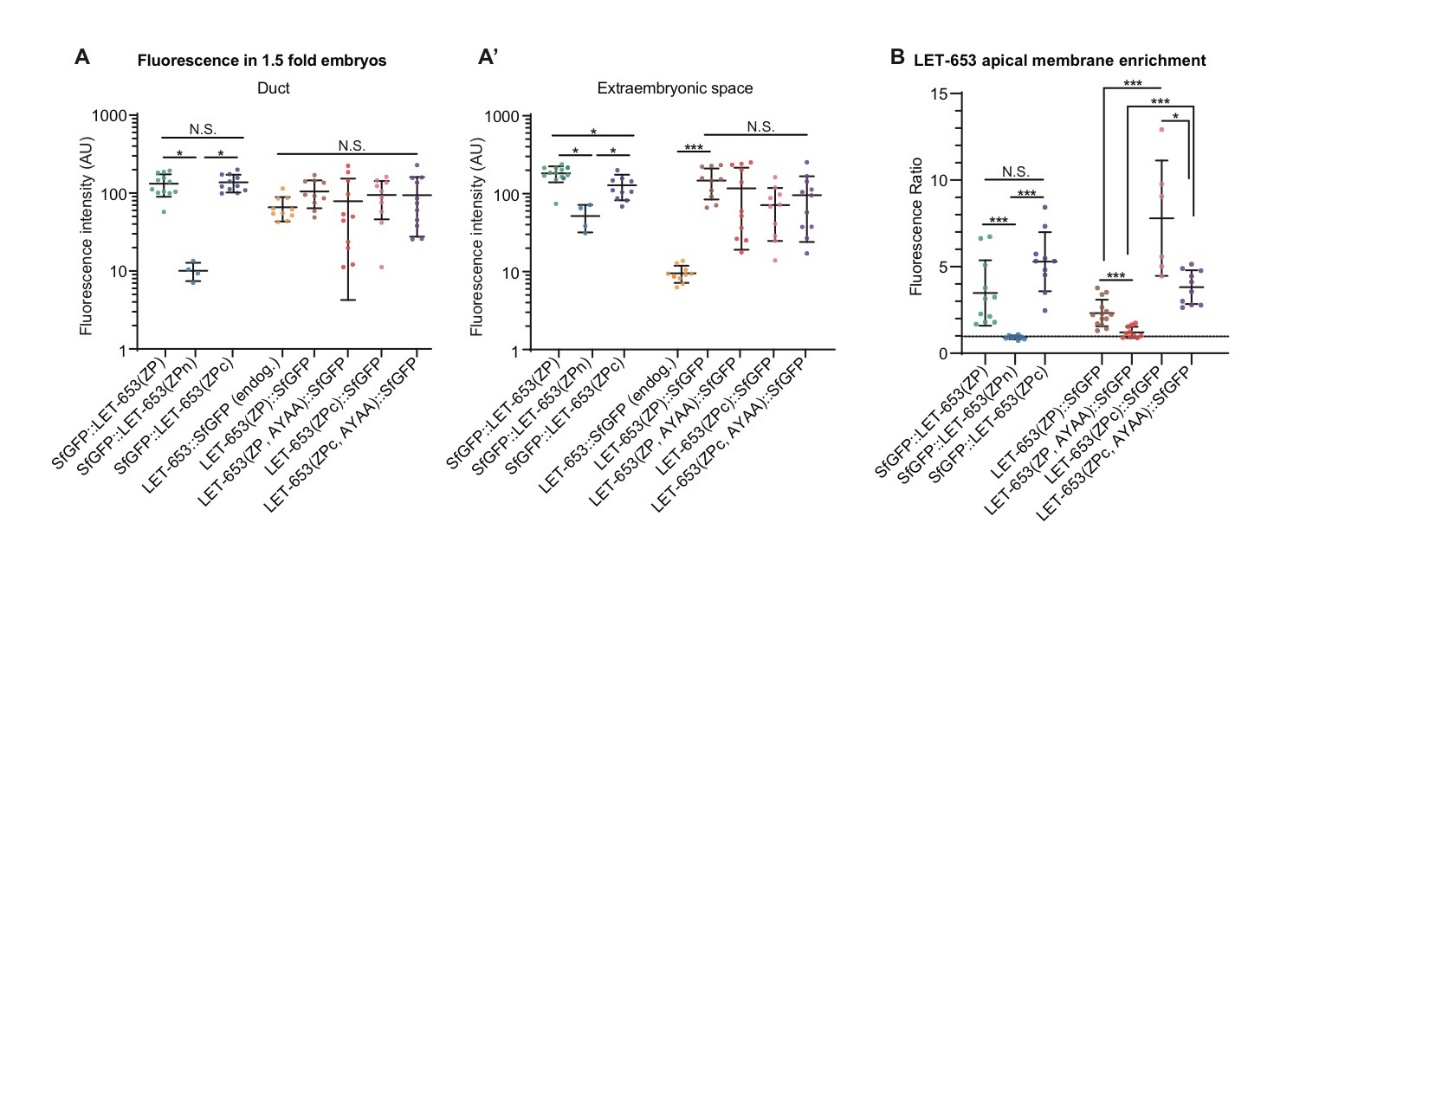 A
Fluorescence in 1.5 fold embryos
Duct
Fluorescence intensity (AU)
1000
100
10
1
N.S.
*
*
N.S.
SfGFP::LET-653(ZP)
SfGFP::LET-653(ZPn)
SfGFP::LET-653(ZPc)
LET-653::SfGFP (endog.)
LET-653(ZP)::SfGFP
LET-653(ZP, AYAA)::SfGFP
LET-653(ZPc)::SfGFP
LET-653(ZPc, AYAA)::SfGFP
A'
Extraembryonic space
Fluorescence intensity (AU)
1000
100
10
1
*
*
*
***
N.S.
SfGFP::LET-653(ZP)
SfGFP::LET-653(ZPn)
SfGFP::LET-653(ZPc)
LET-653::SfGFP (endog.)
LET-653(ZP)::SfGFP
LET-653(ZP, AYAA)::SfGFP
LET-653(ZPc)::SfGFP
LET-653(ZPc, AYAA)::SfGFP
B
LET-653 apical membrane enrichment
Fluorescence Ratio
15
10
5
0
***
***
*
N.S.
***
***
***
SfGFP::LET-653(ZP)
SfGFP::LET-653(ZPn)
SfGFP::LET-653(ZPc)
LET-653(ZP)::SfGFP
LET-653(ZP, AYAA)::SfGFP
LET-653(ZPc)::SfGFP
LET-653(ZPc, AYAA)::SfGFP